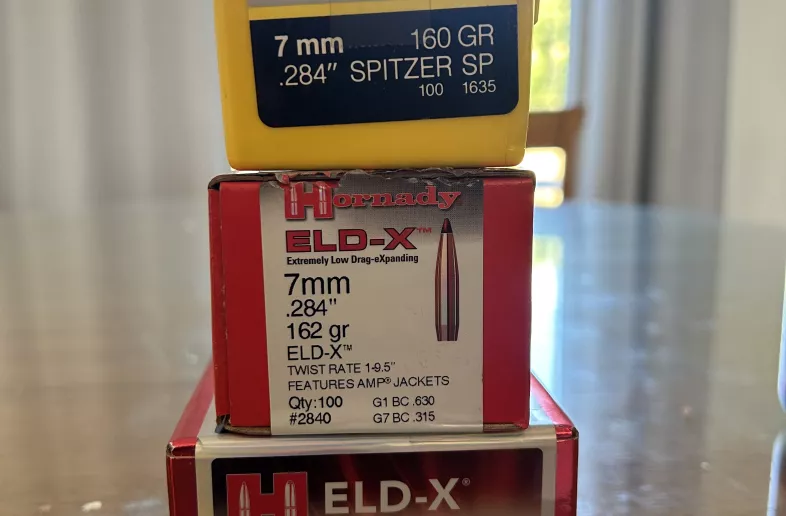 7 mm 160 GR
.284" SPITZER SP
100 1635
Hornady
ELD-X™
Extremely Low Drag-eXpanding
7mm
.284"
162 gr
ELD-X™
TWIST RATE 1-9.5"
FEATURES AMP® JACKETS
Qty:100 G1 BC .630
#2840 G7 BC .315
H ELD-X®